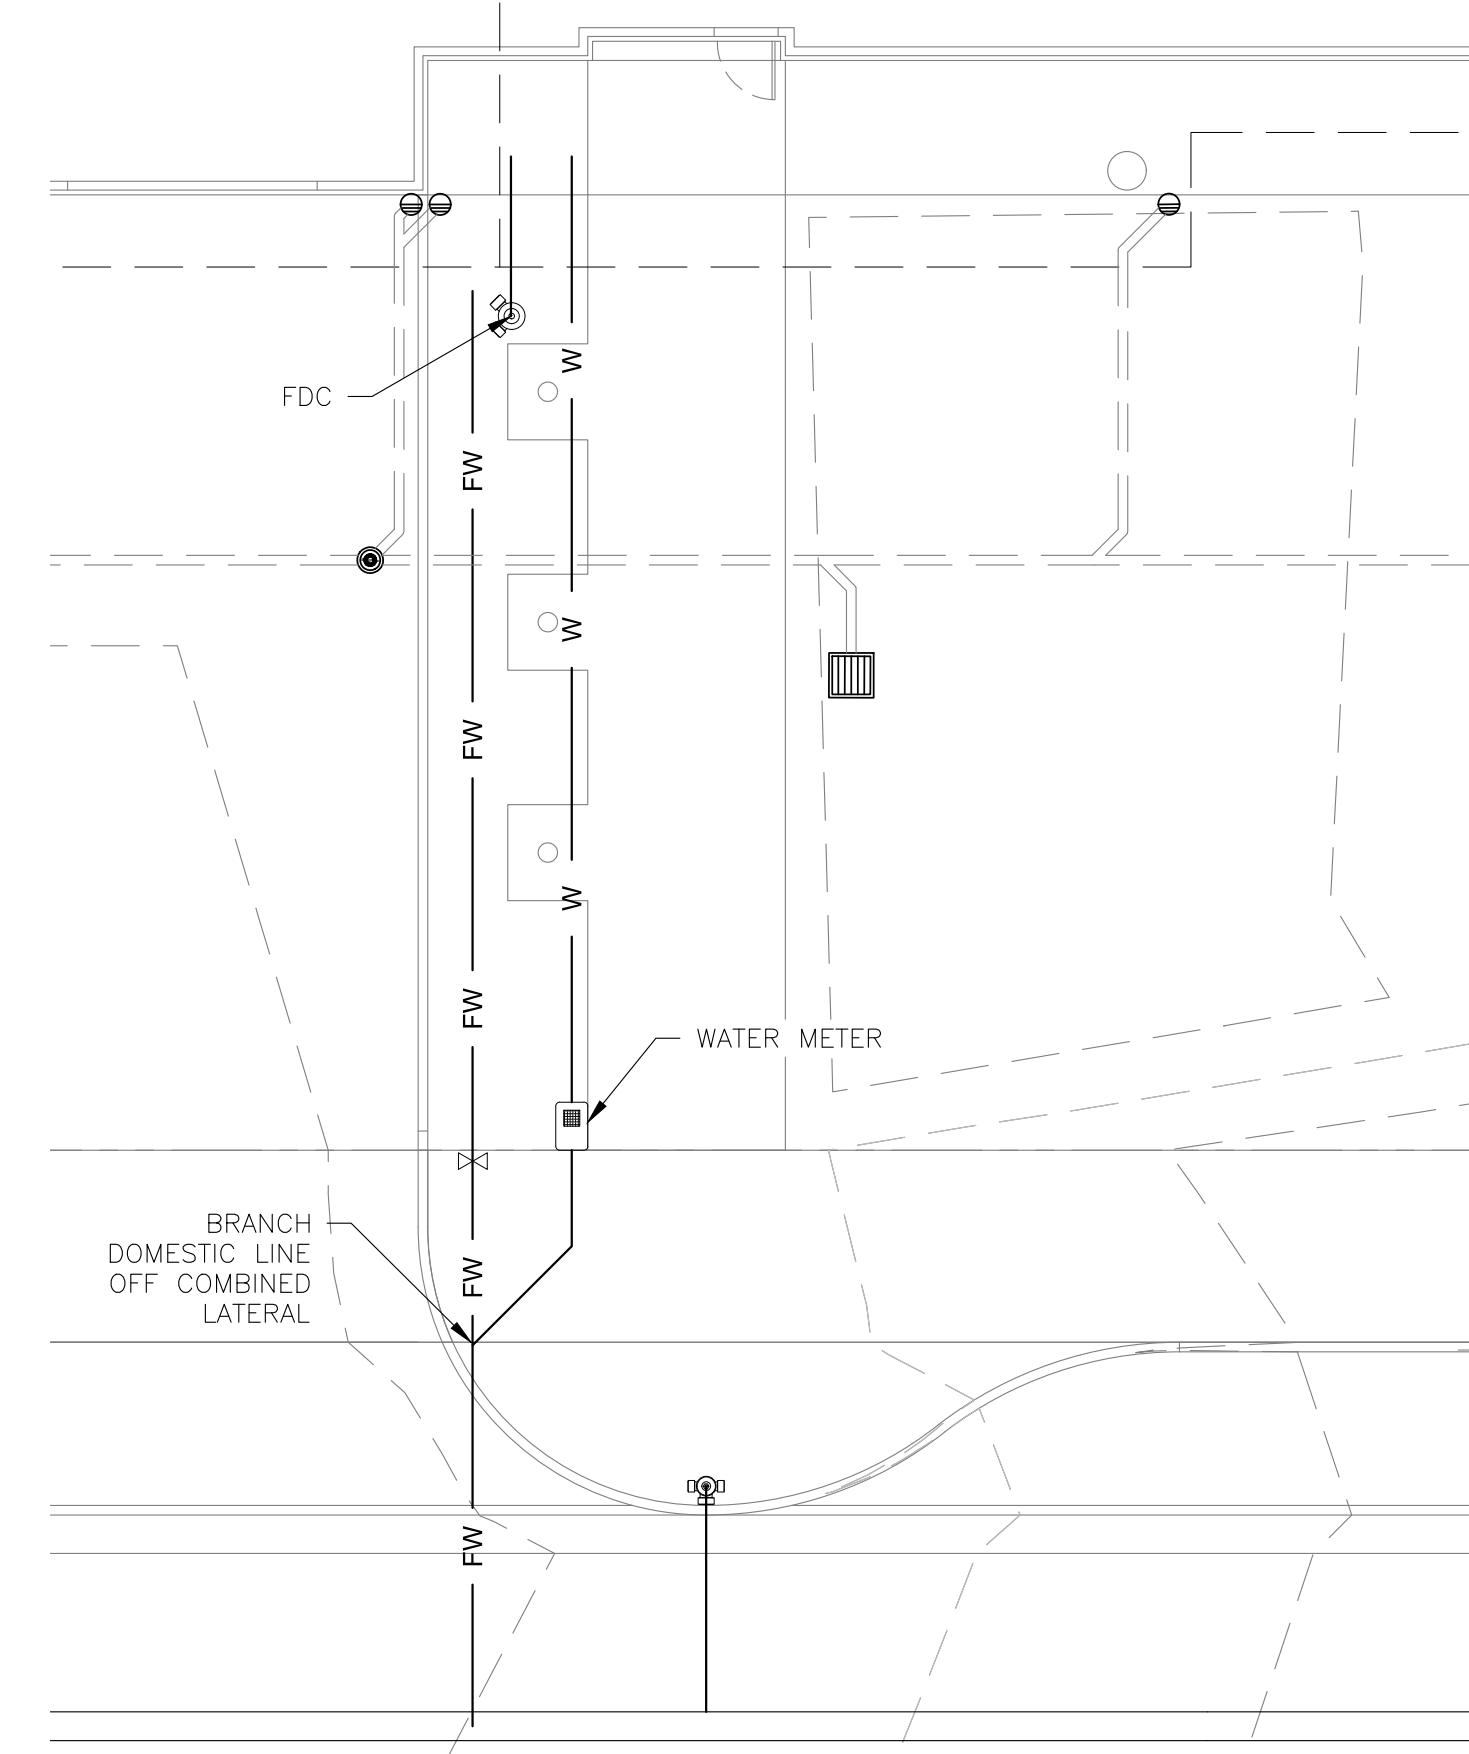 FDC
W
FW
W
FW
W
FW
WATER METER
BRANCH
DOMESTIC LINE
OFF COMBINED
LATERAL
FW
FW